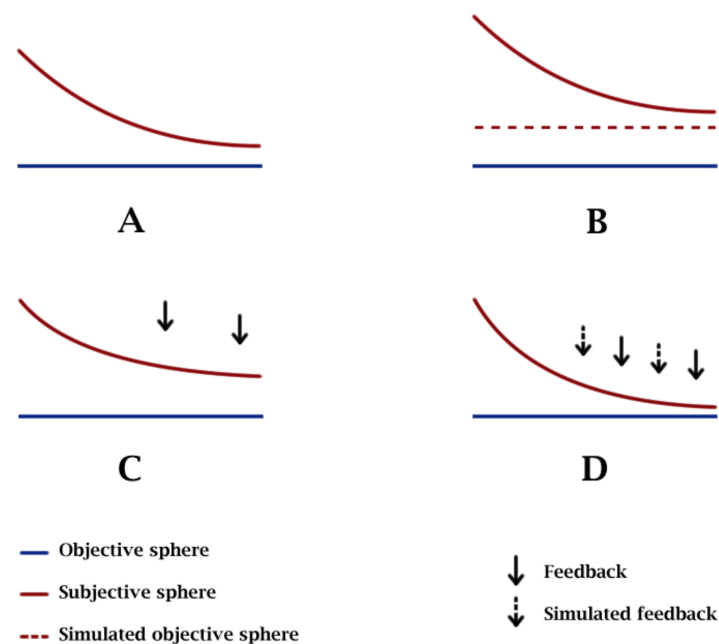 A
B
C
D
Objective sphere
Subjective sphere
Simulated objective sphere
Feedback
Simulated feedback